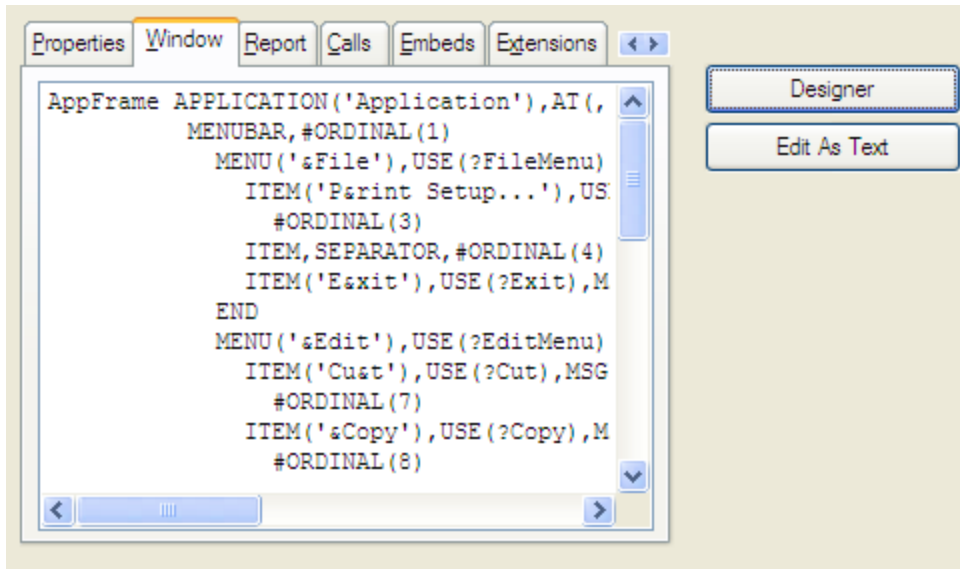 Properties Window Report Calls Embeds Extensions
Designer
Edit As Text
AppFrame APPLICATION('Application'),AT(,
MENUBAR,#ORDINAL(1)
MENU('&File'),USE(?FileMenu)
ITEM('P&rint Setup...'),US
#ORDINAL(3)
ITEM,SEPARATOR,#ORDINAL(4)
ITEM('E&xit'),USE(?Exit),M
END
MENU('&Edit'),USE(?EditMenu)
ITEM('Cu&t'),USE(?Cut),MSG
#ORDINAL(7)
ITEM('&Copy'),USE(?Copy),M
#ORDINAL(8)